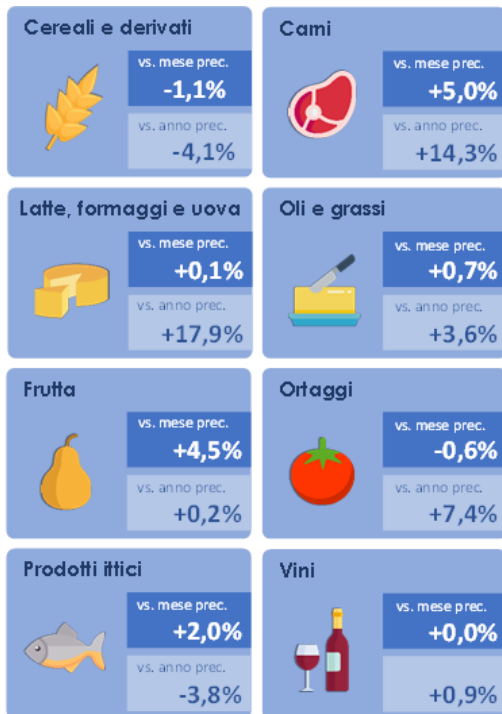 Cereali e derivati
vs. mese prec.
-1,1%
vs. anno prec.
-4,1%
Carni
vs. mese prec.
+5,0%
vs. anno prec.
+14,3%
Latte, formaggi e uova
vs. mese prec.
+0,1%
vs. anno prec.
+17,9%
Oli e grassi
vs. mese prec.
+0,7%
vs. anno prec.
+3,6%
Frutta
vs. mese prec.
+4,5%
vs. anno prec.
+0,2%
Ortaggi
vs. mese prec.
-0,6%
vs. anno prec.
+7,4%
Prodotti ittici
vs. mese prec.
+2,0%
vs. anno prec.
-3,8%
Vini
vs. mese prec.
+0,0%
+0,9%